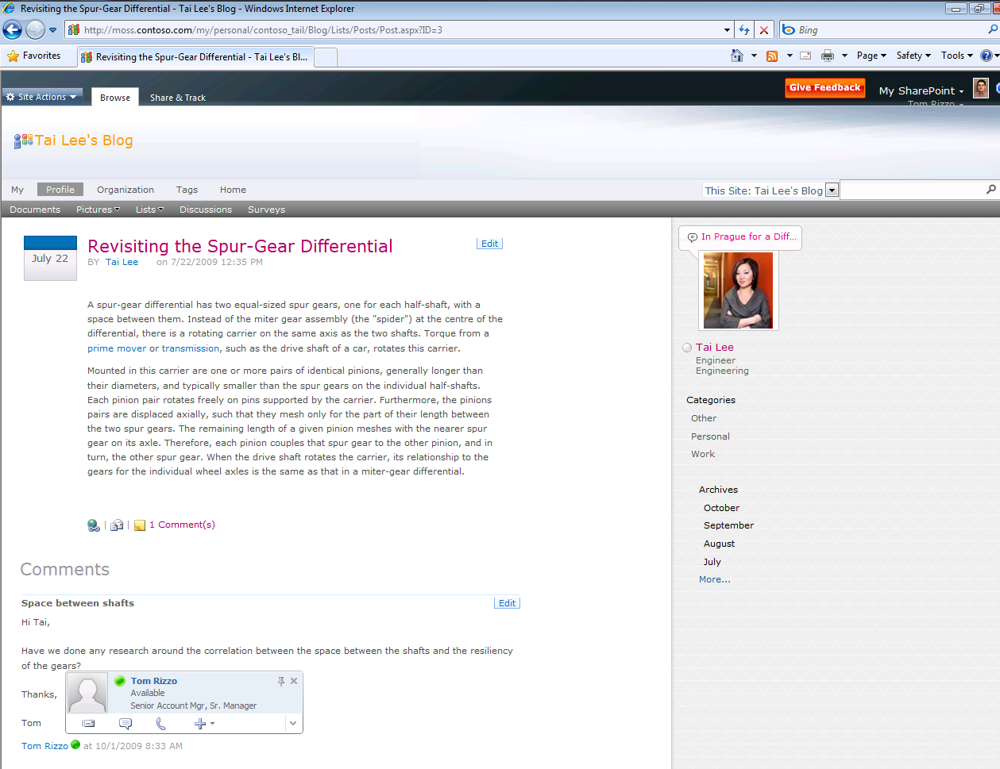 Revisiting the Spur-Gear Differential - Tai Lee's Blog - Windows Internet Explorer
http://moss.contoso.com/my/personal/contoso_tail/Blog/Lists/Posts/Post.aspx?ID=3
Bing
Favorites
Revisiting the Spur-Gear Differential - Tai Lee's Bl...
Page
Safety
Tools
Site Actions
Browse
Share & Track
Give Feedback
My SharePoint
Tom Rizzo
Tai Lee's Blog
My
Profile
Organization
Tags
Home
This Site: Tai Lee's Blog
Documents
Pictures
Lists
Discussions
Surveys
July 22
Revisiting the Spur-Gear Differential
Edit
BY Tai Lee on 7/22/2009 12:35 PM
A spur-gear differential has two equal-sized spur gears, one for each half-shaft, with a
space between them. Instead of the miter gear assembly (the "spider") at the centre of the
differential, there is a rotating carrier on the same axis as the two shafts. Torque from a
prime mover or transmission, such as the drive shaft of a car, rotates this carrier.
Mounted in this carrier are one or more pairs of identical pinions, generally longer than
their diameters, and typically smaller than the spur gears on the individual half-shafts.
Each pinion pair rotates freely on pins supported by the carrier. Furthermore, the pinions
pairs are displaced axially, such that they mesh only for the part of their length between
the two spur gears. The remaining length of a given pinion meshes with the nearer spur
gear on its axle. Therefore, each pinion couples that spur gear to the other pinion, and in
turn, the other spur gear. When the drive shaft rotates the carrier, its relationship to the
gears for the individual wheel axles is the same as that in a miter-gear differential.
| | 1 Comment(s)
Comments
Space between shafts
Edit
Hi Tai,
Have we done any research around the correlation between the space between the shafts and the resiliency
of the gears?
Thanks,
Tom
Tom Rizzo
Available
Senior Account Mgr, Sr. Manager
Tom Rizzo at 10/1/2009 8:33 AM
In Prague for a Diff...
Tai Lee
Engineer
Engineering
Categories
Other
Personal
Work
Archives
October
September
August
July
More...